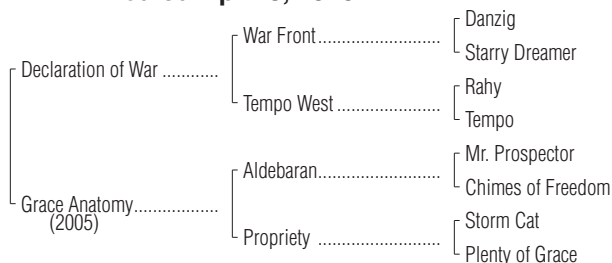 War Front........................................
Danzig
Starry Dreamer
Declaration of War ..............
Tempo West ..................................
Rahy
Tempo
Aldebaran........................................
Mr. Prospector
Chimes of Freedom
Grace Anatomy.....................
(2005)
Propriety .......................................
Storm Cat
Plenty of Grace